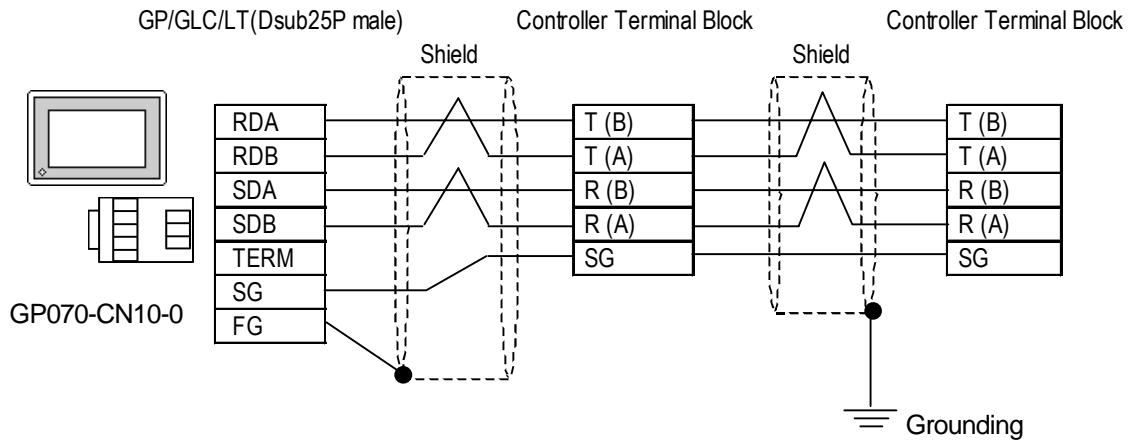 GP/GLC/LT(Dsub25P male)
Controller Terminal Block
Controller Terminal Block
Shield
Shield
RDA
RDB
SDA
SDB
TERM
SG
FG
T (B)
T (A)
R (B)
R (A)
SG
T (B)
T (A)
R (B)
R (A)
SG
GP070-CN10-0
Grounding